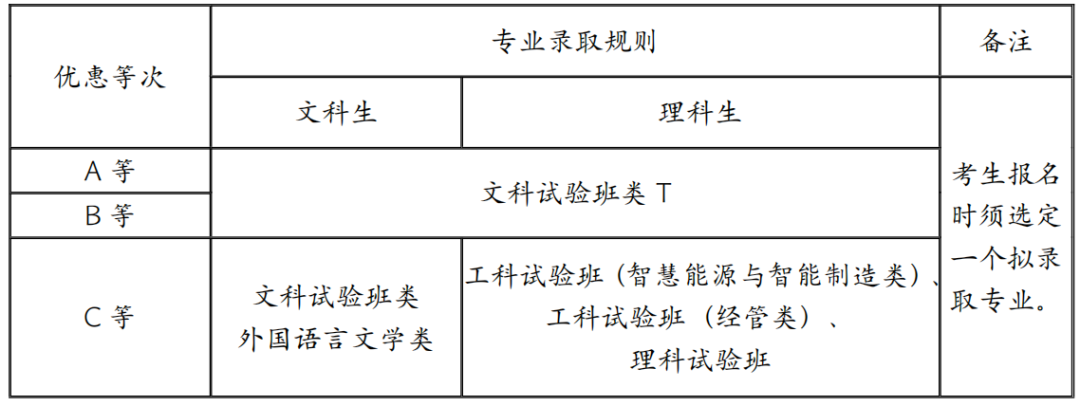 优惠等次
专业录取规则
备注
文科生
理科生
A 等
B 等
文科试验班类 T
考生报名
时须选定
一个拟录
取专业。
C 等
文科试验班类
外国语言文学类
工科试验班（智慧能源与智能制造类）、
工科试验班（经管类）、
理科试验班